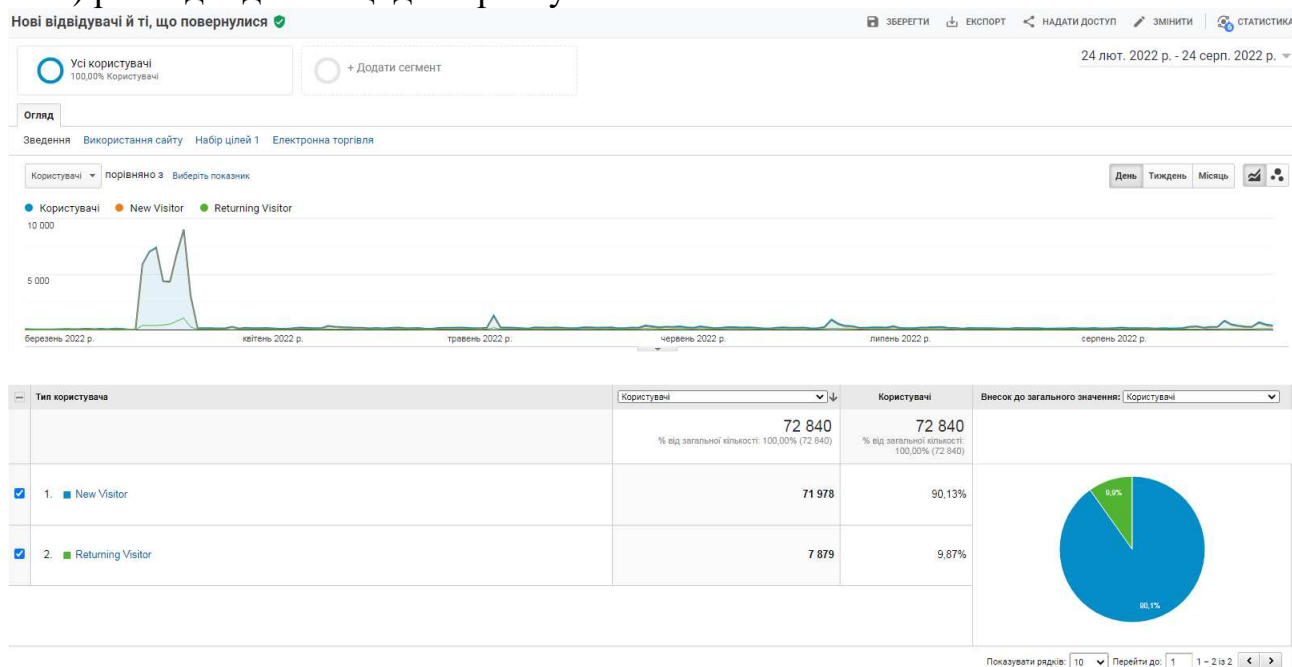 Нові відвідувачі й ті, що повернулися
ЗБЕРЕГТИ ЕКСПОРТ НАДАТИ ДОСТУП ЗМІНИТИ СТАТИСТИКА
Усі користувачі
100,00% Користувачі
+ Додати сегмент
24 лют. 2022 р. - 24 серп. 2022 р.
Огляд
Зведення Використання сайту Набір цілей 1 Електронна торгівля
Користувачі порівняно з Виберіть показник
День Тиждень Місяць
Користувачі New Visitor Returning Visitor
10 000
5 000
березень 2022 р. квітень 2022 р. травень 2022 р. червень 2022 р. липень 2022 р. серпень 2022 р.
Тип користувача Користувачі Користувачі Внесок до загального значення: Користувачі
72 840 72 840
% від загальної кількості: 100,00% (72 840) % від загальної кількості:
100,00% (72 840)
1. New Visitor 71 978 90,13%
2. Returning Visitor 7 879 9,87%
9,9%
90,1%
Показувати рядків: 10 Перейти до: 1 1 – 2 із 2